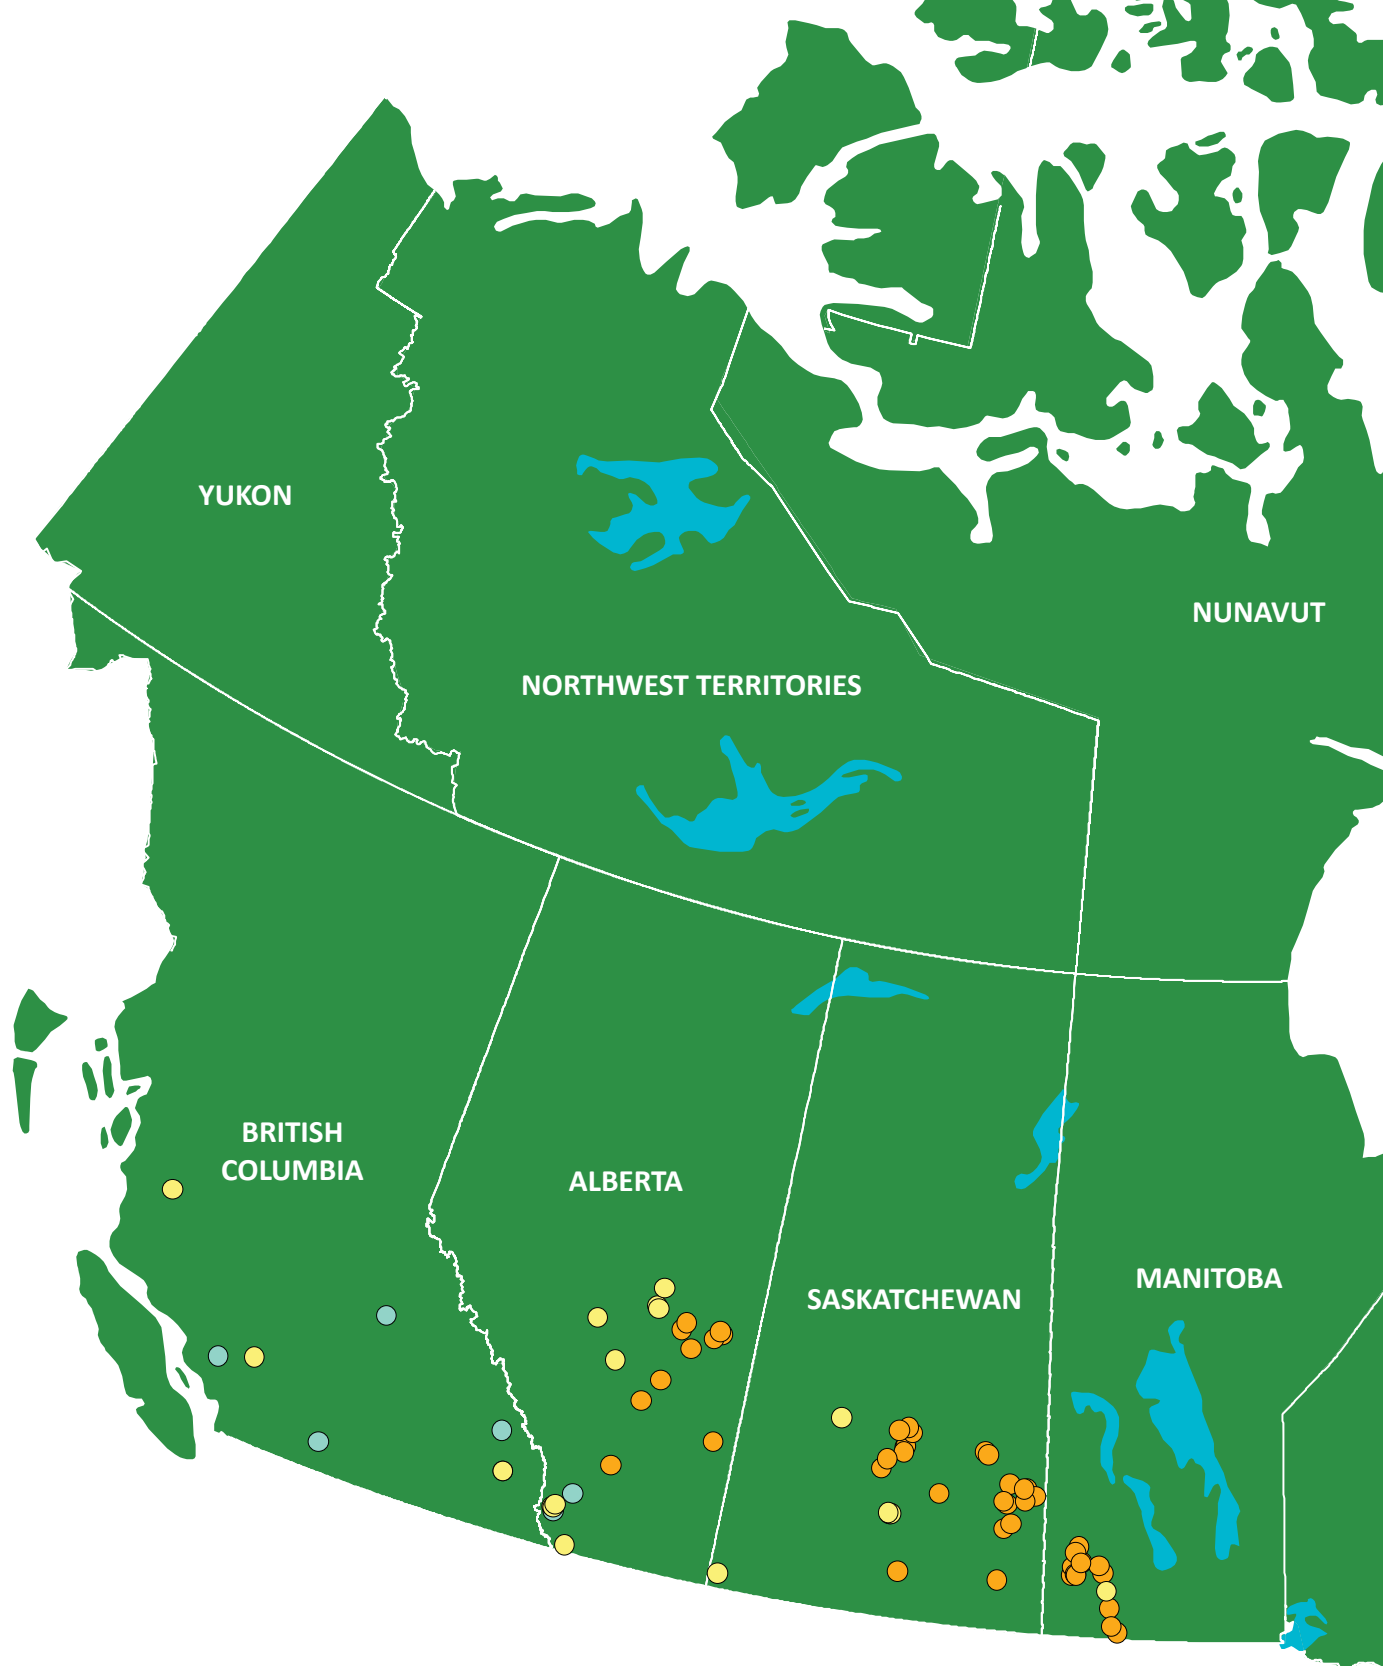 YUKON
NUNAVUT
NORTHWEST TERRITORIES
BRITISH
COLUMBIA
ALBERTA
SASKATCHEWAN
MANITOBA